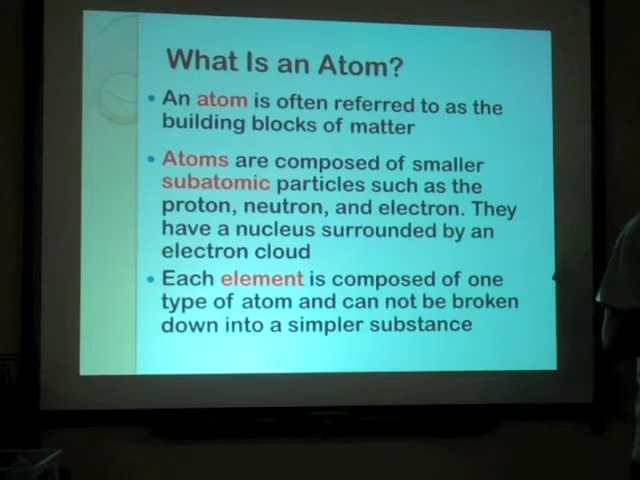 What Is an Atom?
• An atom is often referred to as the
building blocks of matter
• Atoms are composed of smaller
subatomic particles such as the
proton, neutron, and electron. They
have a nucleus surrounded by an
electron cloud
• Each element is composed of one
type of atom and can not be broken
down into a simpler substance